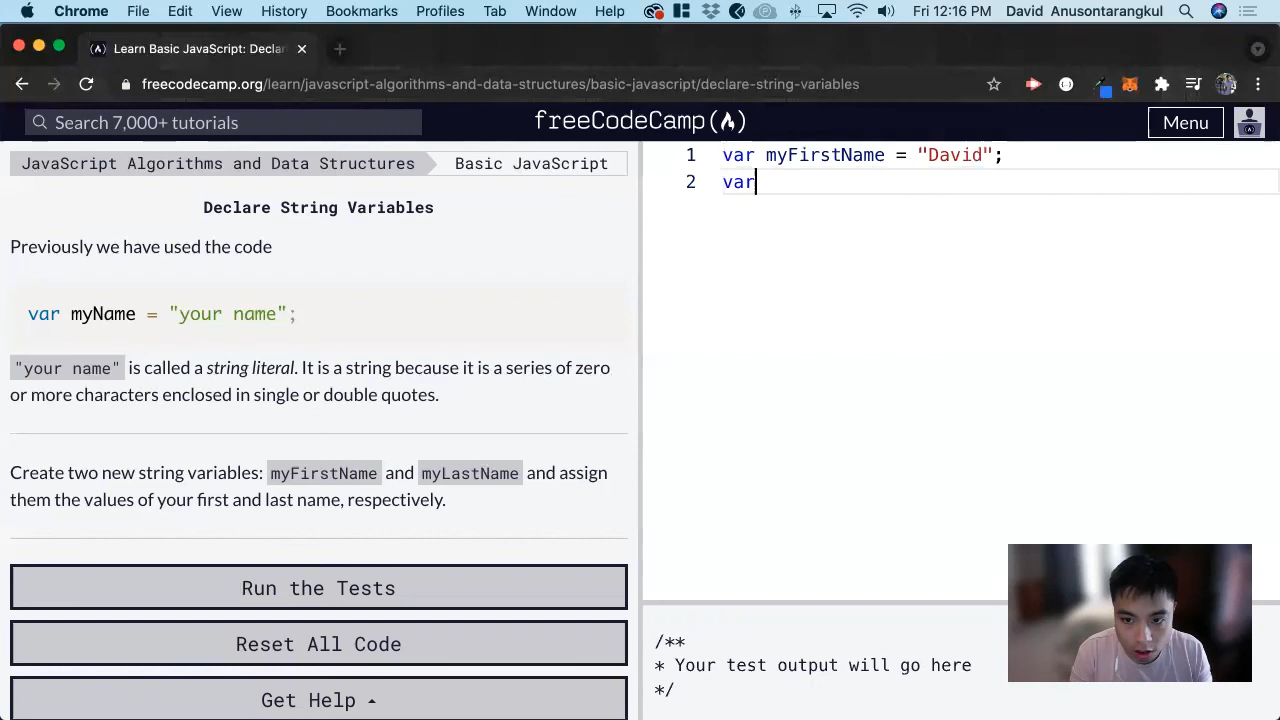 Chrome File Edit View History Bookmarks Profiles Tab Window Help Fri 12:16 PM David Anusontarangkul
Learn Basic JavaScript: Decla
freecodecamp.org/learn/javascript-algorithms-and-data-structures/basic-javascript/declare-string-variables
Search 7,000+ tutorials
freeCodeCamp
Menu
JavaScript Algorithms and Data Structures
Basic JavaScript
Declare String Variables
Previously we have used the code
var myName = "your name";
"your name" is called a string literal. It is a string because it is a series of zero
or more characters enclosed in single or double quotes.
Create two new string variables: myFirstName and myLastName and assign
them the values of your first and last name, respectively.
Run the Tests
Reset All Code
Get Help
1 var myFirstName = "David";
2 var
/**
* Your test output will go here
*/